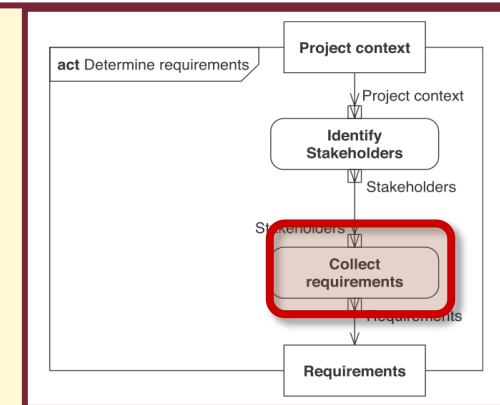 Project context
act Determine requirements
Project context
Identify
Stakeholders
Stakeholders
Stakeholders
Collect
requirements
Requirements
Requirements